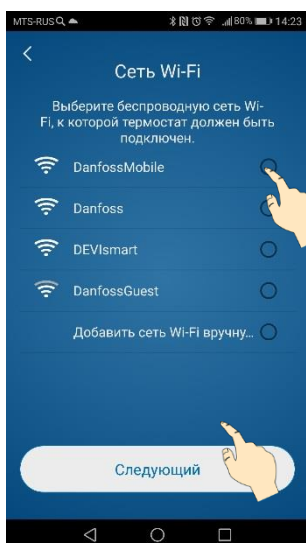 MTS-RUS 80% 14:23
Сеть Wi-Fi
Выберите беспроводную сеть Wi-
Fi, к которой термостат должен быть
подключен.
DanfossMobile
Danfoss
DEVIsmart
DanfossGuest
Добавить сеть Wi-Fi вручну...
Следующий